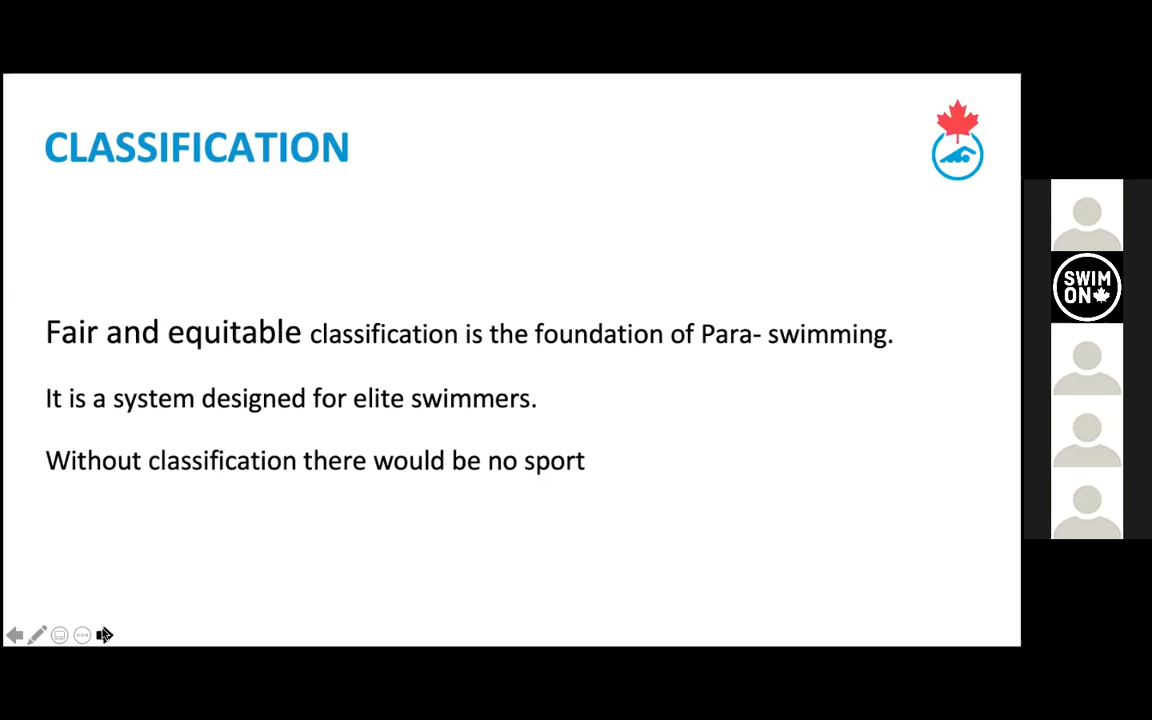 CLASSIFICATION
Fair and equitable classification is the foundation of Para- swimming.
It is a system designed for elite swimmers.
Without classification there would be no sport
SWIM
ON